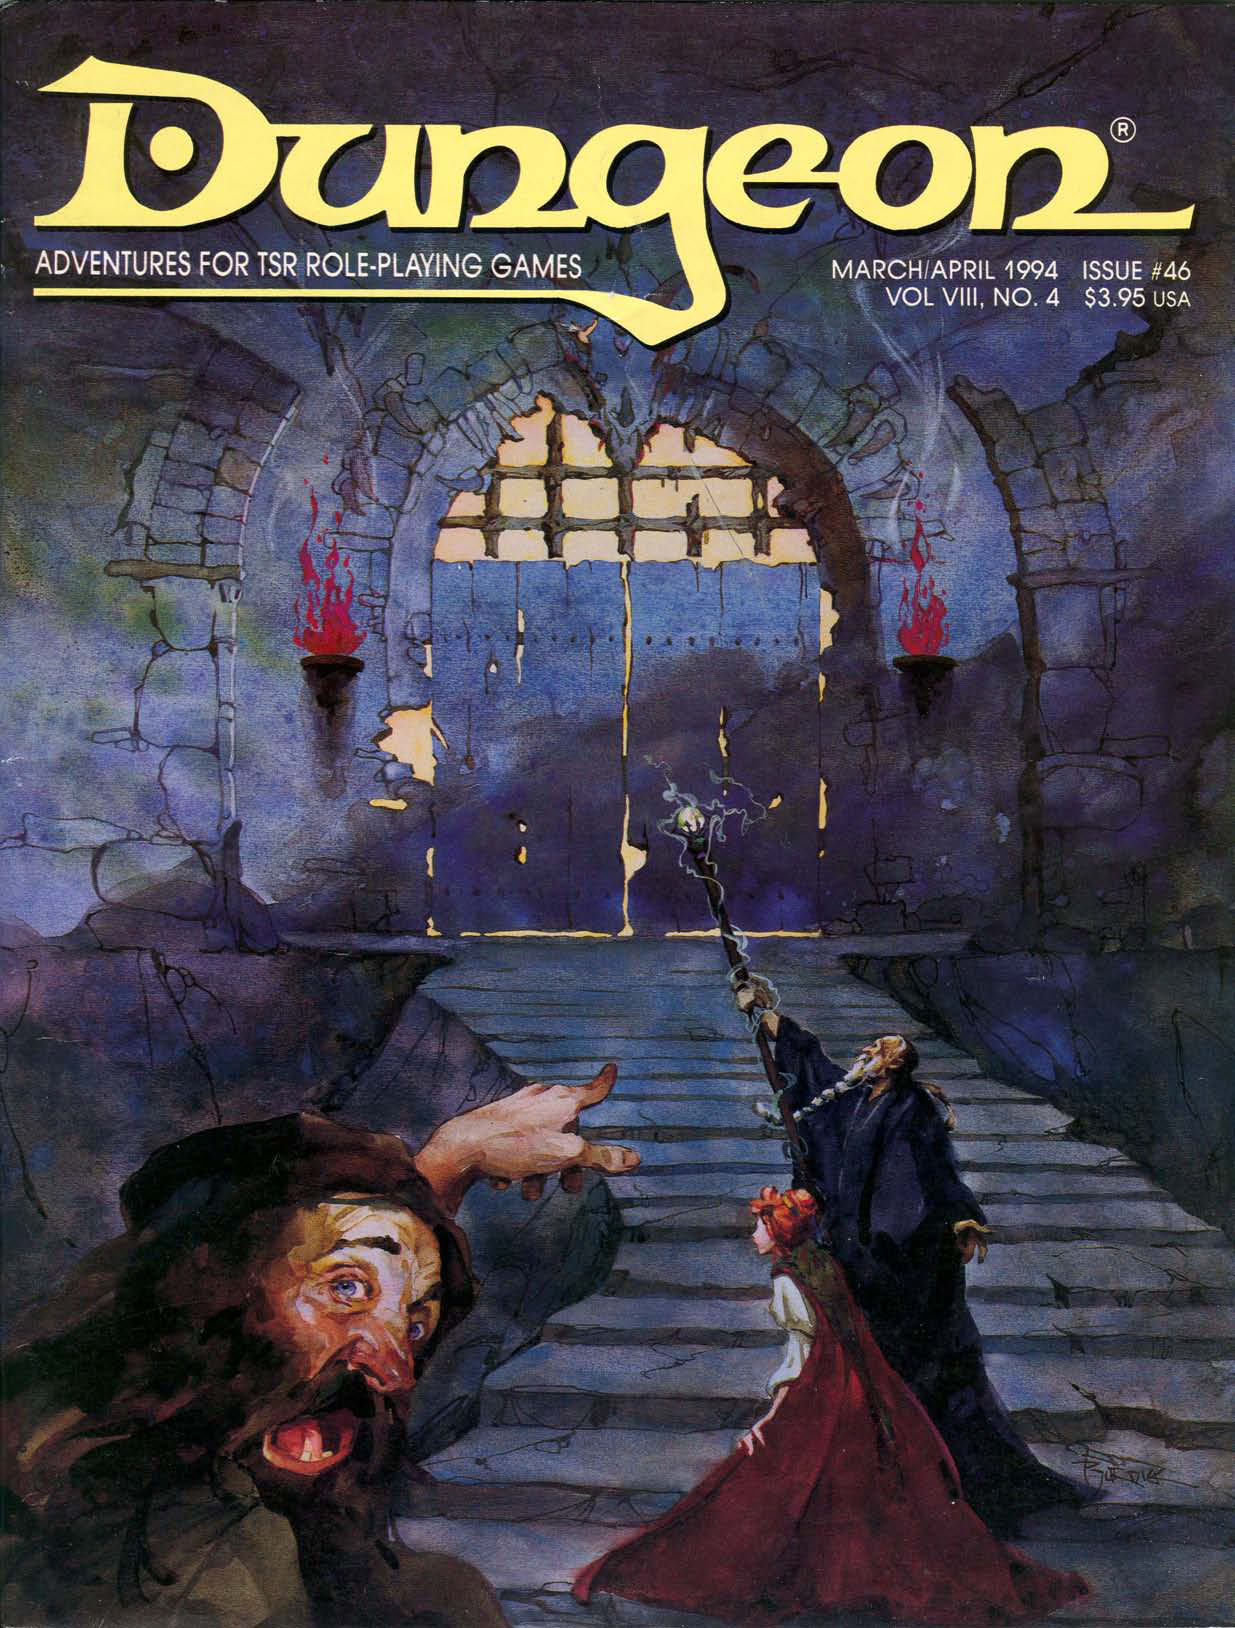 Dungeon®
ADVENTURES FOR TSR ROLE-PLAYING GAMES
MARCH/APRIL 1994 ISSUE #46
VOL VIII, NO. 4 $3.95 USA
BURDICK